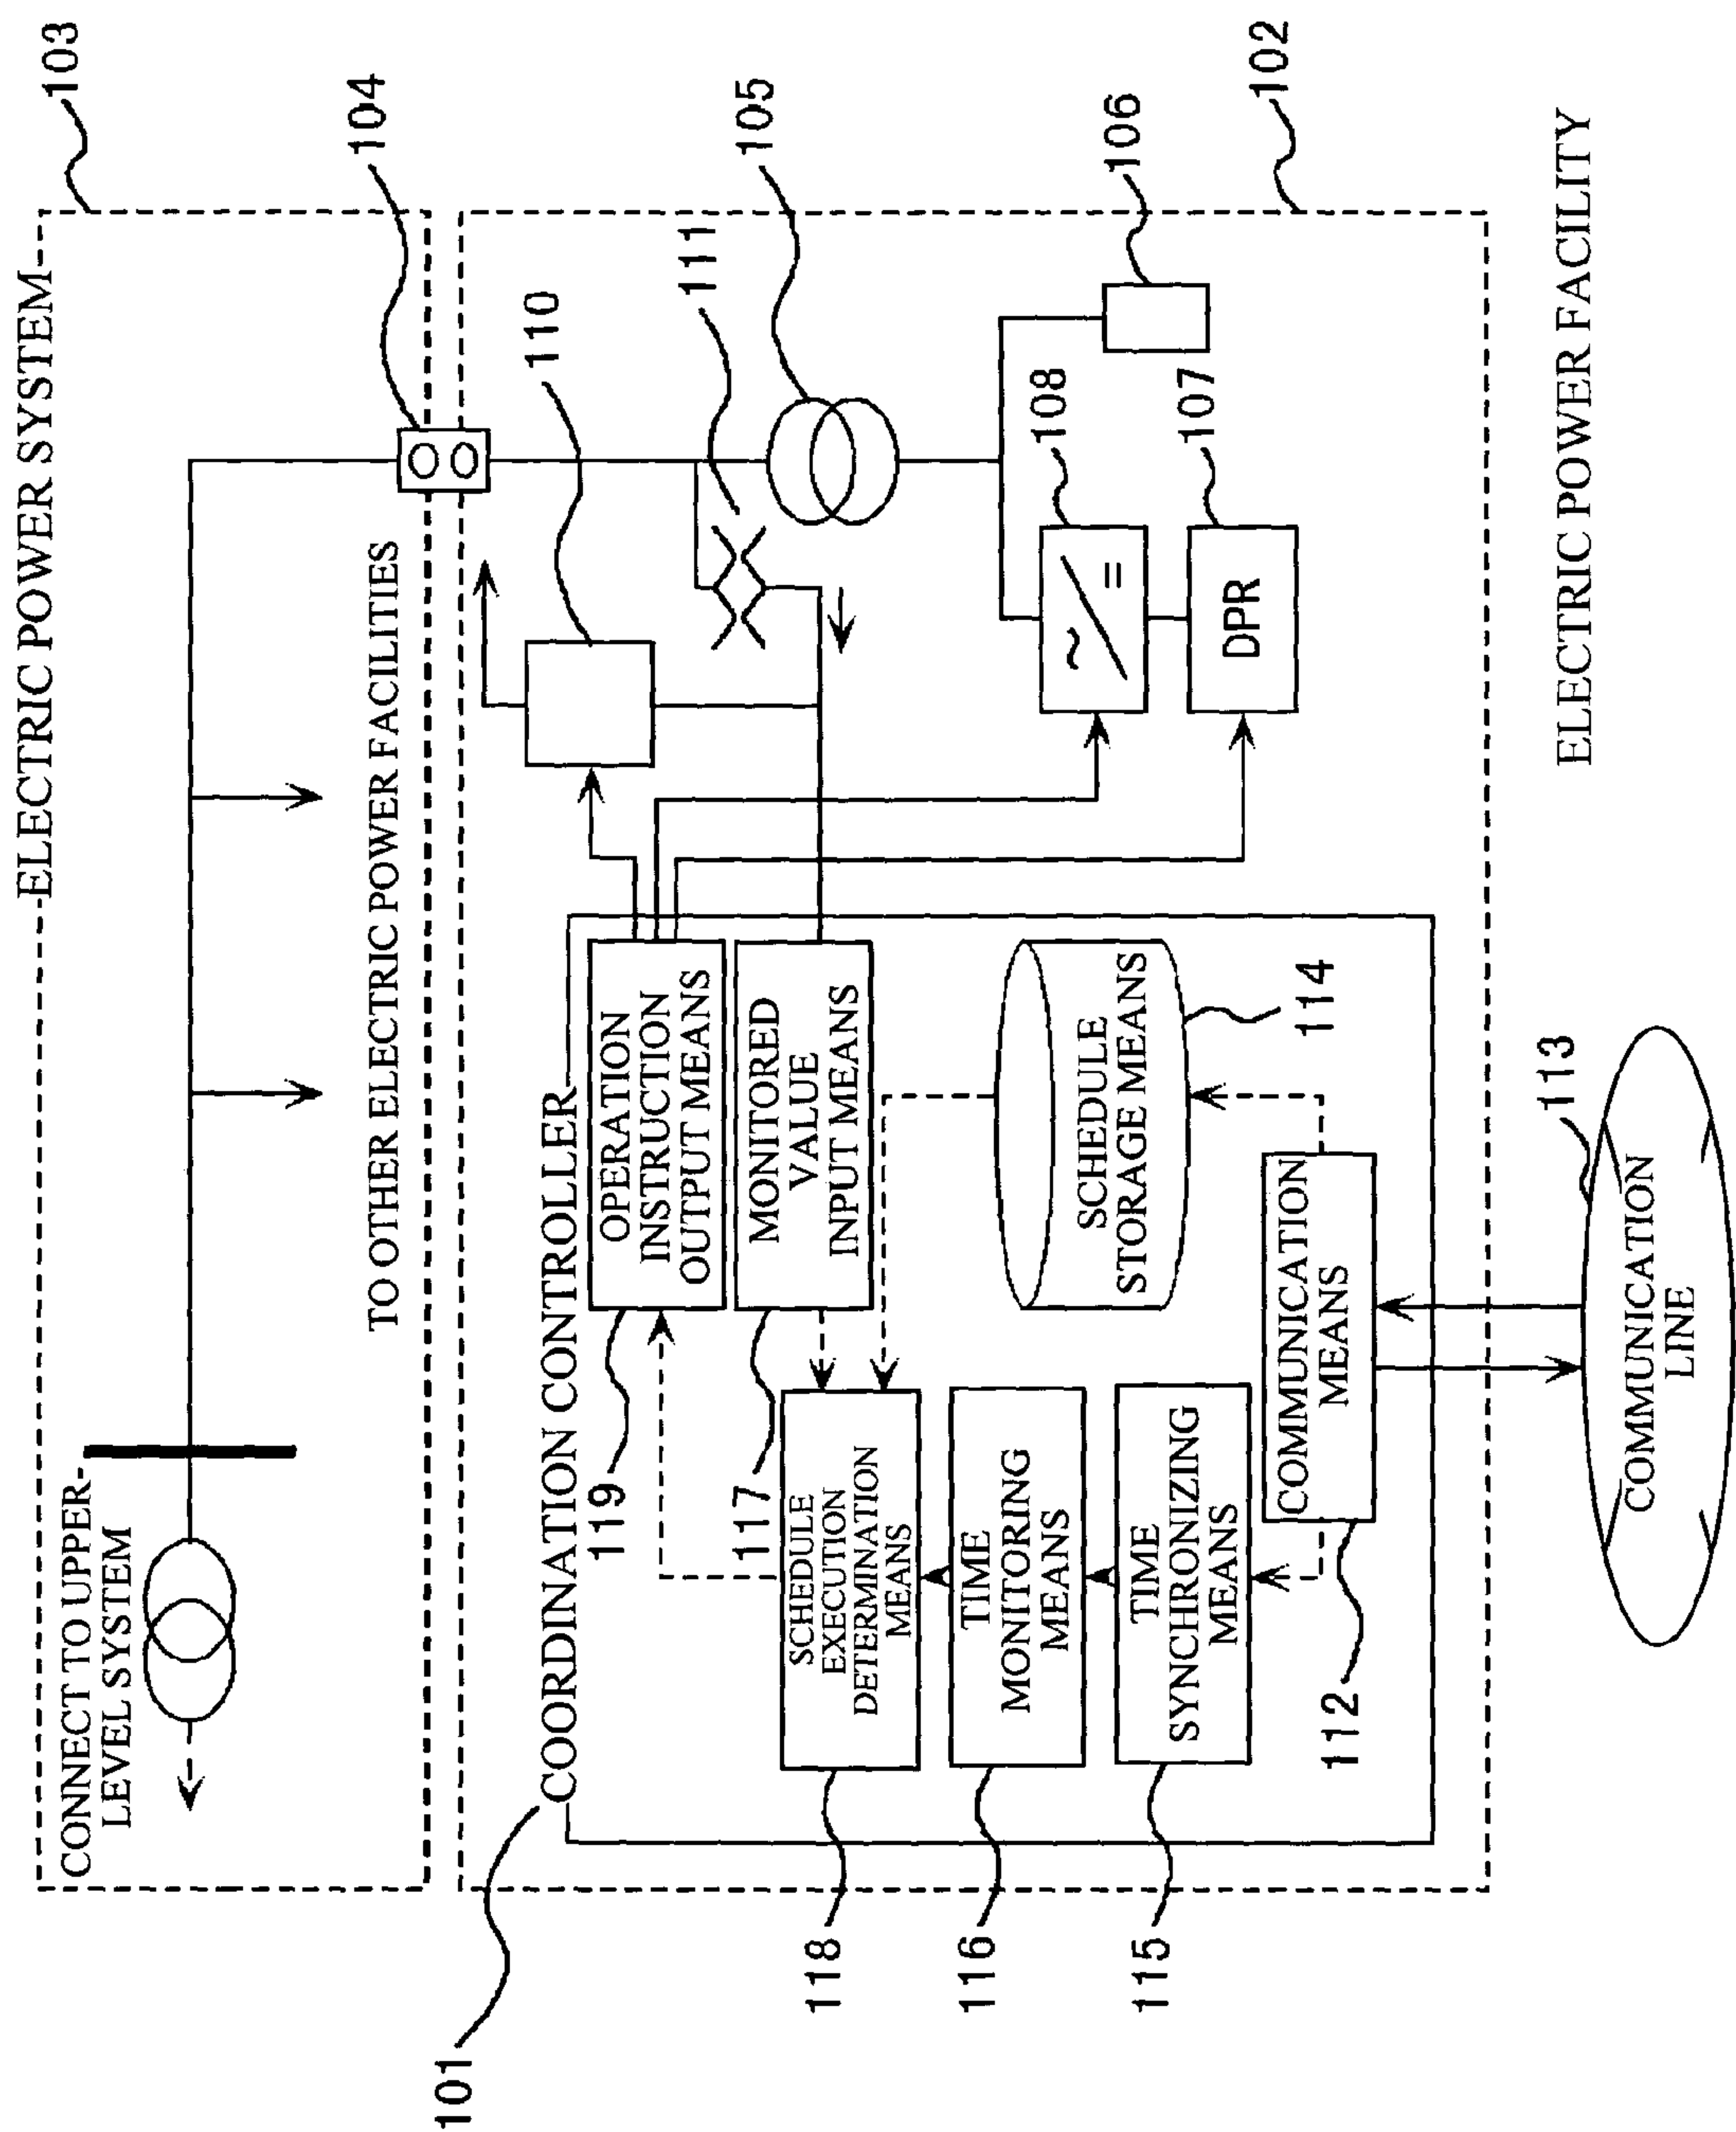 ELECTRIC POWER SYSTEM
103
CONNECT TO UPPER-
LEVEL SYSTEM
TO OTHER ELECTRIC POWER FACILITIES
104
101
COORDINATION CONTROLLER
110
111
105
119
OPERATION
INSTRUCTION
OUTPUT MEANS
117
MONITORED
VALUE
INPUT MEANS
118
SCHEDULE
EXECUTION
DETERMINATION
MEANS
116
TIME
MONITORING
MEANS
115
TIME
SYNCHRONIZING
MEANS
SCHEDULE
STORAGE MEANS
114
112
COMMUNICATION
MEANS
108
~
=
107
DPR
106
102
ELECTRIC POWER FACILITY
113
COMMUNICATION
LINE